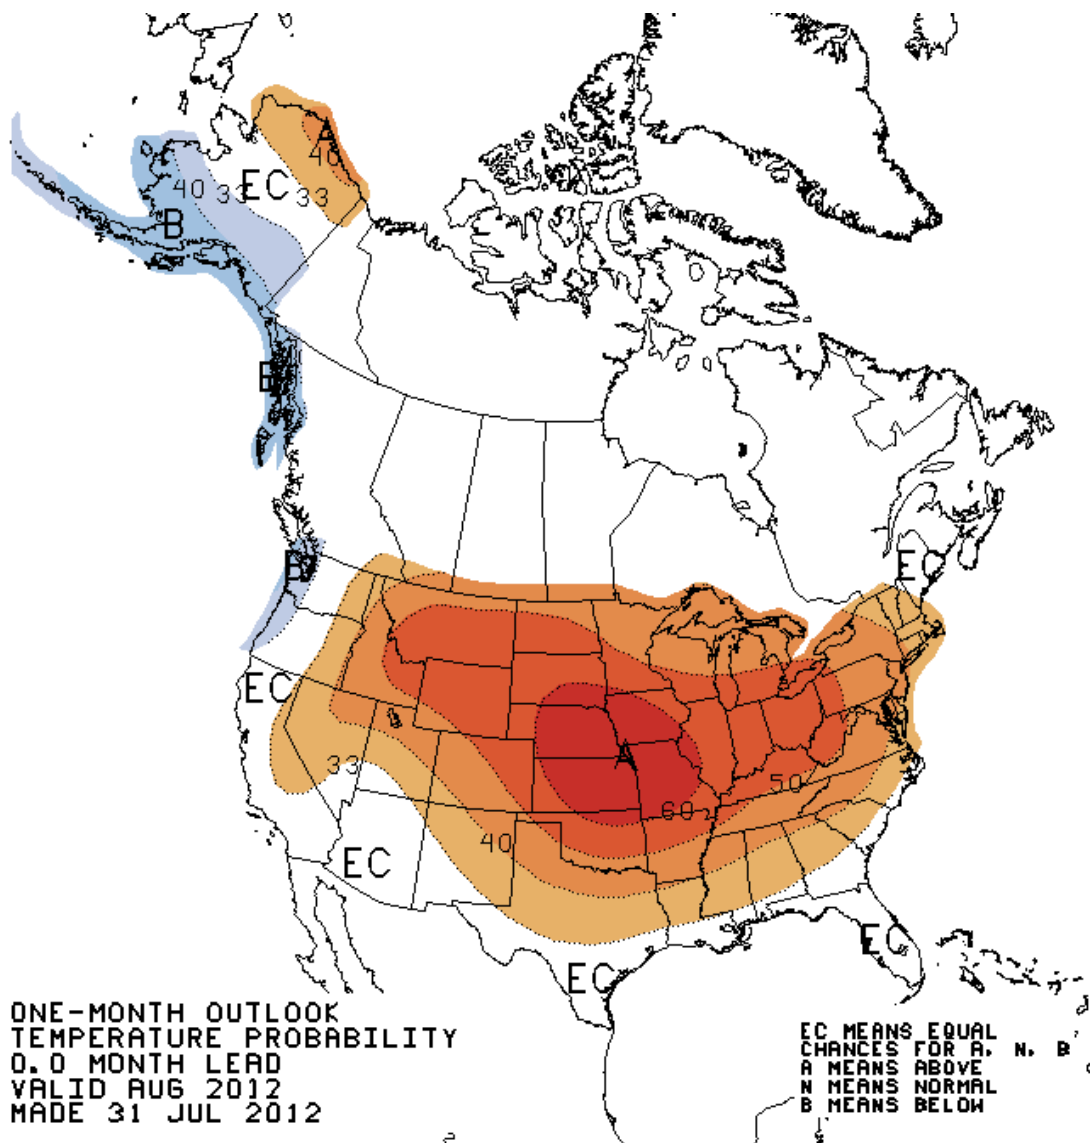 A
40
EC
33
40
33
B
B
B
EC
EC
A
33
50
60
40
EC
EC
EC
ONE-MONTH OUTLOOK
TEMPERATURE PROBABILITY
0.0 MONTH LEAD
VALID AUG 2012
MADE 31 JUL 2012
EC MEANS EQUAL
CHANCES FOR A, N, B
A MEANS ABOVE
N MEANS NORMAL
B MEANS BELOW